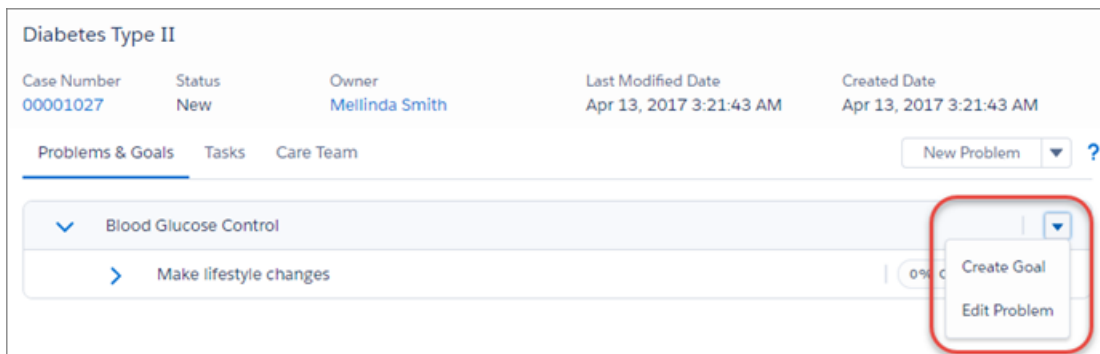 Diabetes Type II
Case Number Status Owner Last Modified Date Created Date
00001027 New Mellinda Smith Apr 13, 2017 3:21:43 AM Apr 13, 2017 3:21:43 AM
Problems & Goals Tasks Care Team New Problem ?
Blood Glucose Control
Make lifestyle changes 0%
Create Goal
Edit Problem